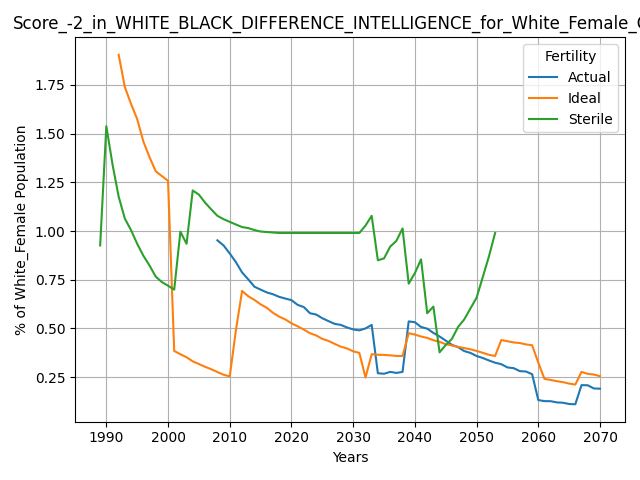 Score_-2_in_WHITE_BLACK_DIFFERENCE_INTELLIGENCE_for_White_Female_
Fertility
Actual
Ideal
Sterile
% of White_Female Population
1.75
1.50
1.25
1.00
0.75
0.50
0.25
1990 2000 2010 2020 2030 2040 2050 2060 2070
Years